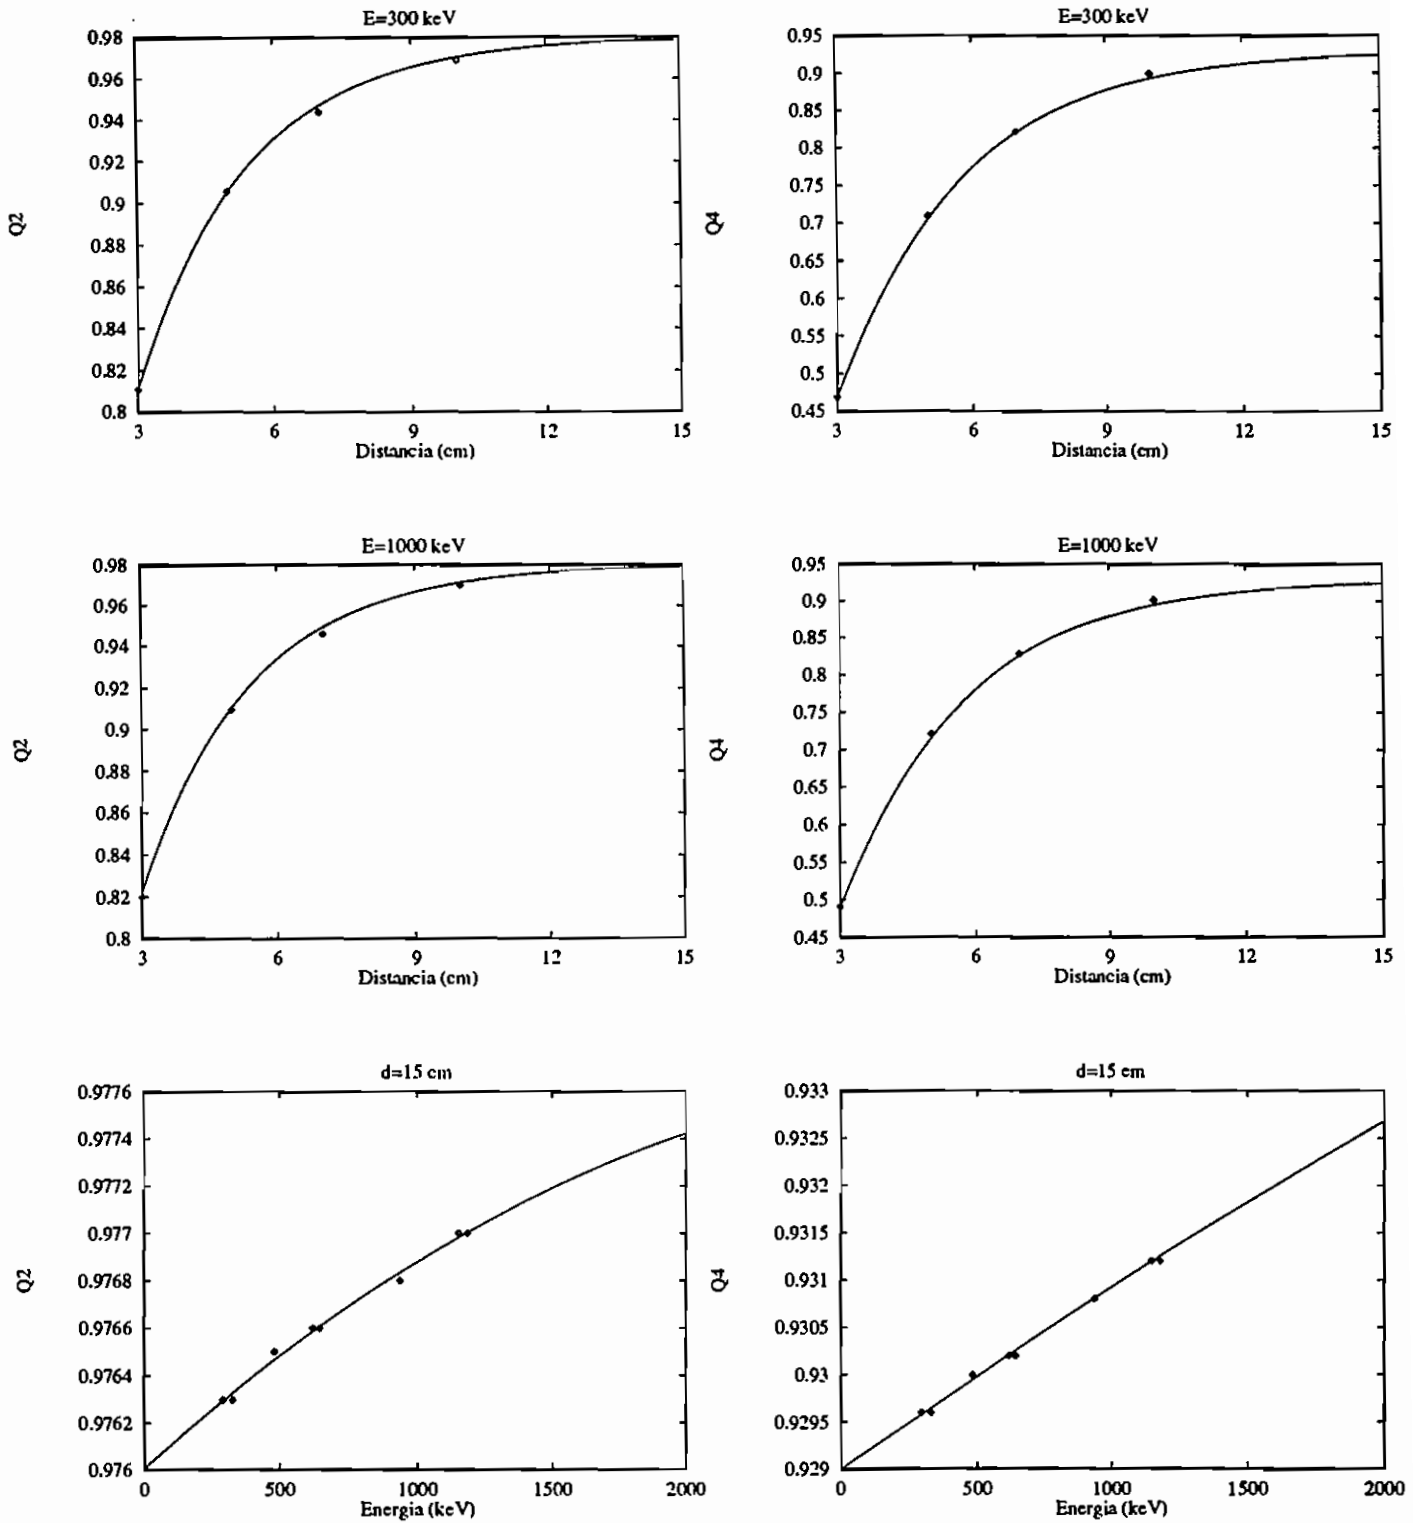 E=300 keV
0.98
0.96
0.94
0.92
0.9
0.88
0.86
0.84
0.82
0.8
Q2
3 6 9 12 15
Distancia (cm)
E=300 keV
0.95
0.9
0.85
0.8
0.75
0.7
0.65
0.6
0.55
0.5
0.45
Q4
3 6 9 12 15
Distancia (cm)
E=1000 keV
0.98
0.96
0.94
0.92
0.9
0.88
0.86
0.84
0.82
0.8
Q2
3 6 9 12 15
Distancia (cm)
E=1000 keV
0.95
0.9
0.85
0.8
0.75
0.7
0.65
0.6
0.55
0.5
0.45
Q4
3 6 9 12 15
Distancia (cm)
d=15 cm
0.9776
0.9774
0.9772
0.977
0.9768
0.9766
0.9764
0.9762
0.976
Q2
0 500 1000 1500 2000
Energia (keV)
d=15 cm
0.933
0.9325
0.932
0.9315
0.931
0.9305
0.93
0.9295
0.929
Q4
0 500 1000 1500 2000
Energia (keV)